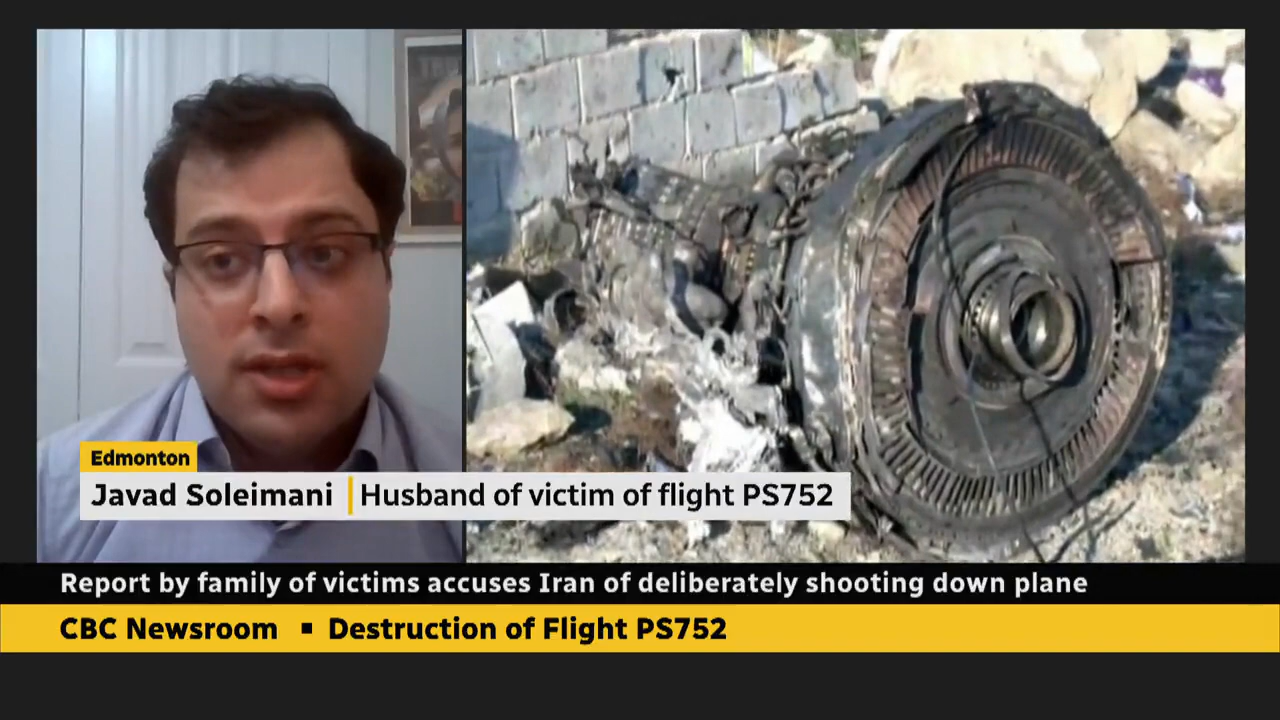 Edmonton
Javad Soleimani | Husband of victim of flight PS752
Report by family of victims accuses Iran of deliberately shooting down plane
CBC Newsroom ▪ Destruction of Flight PS752